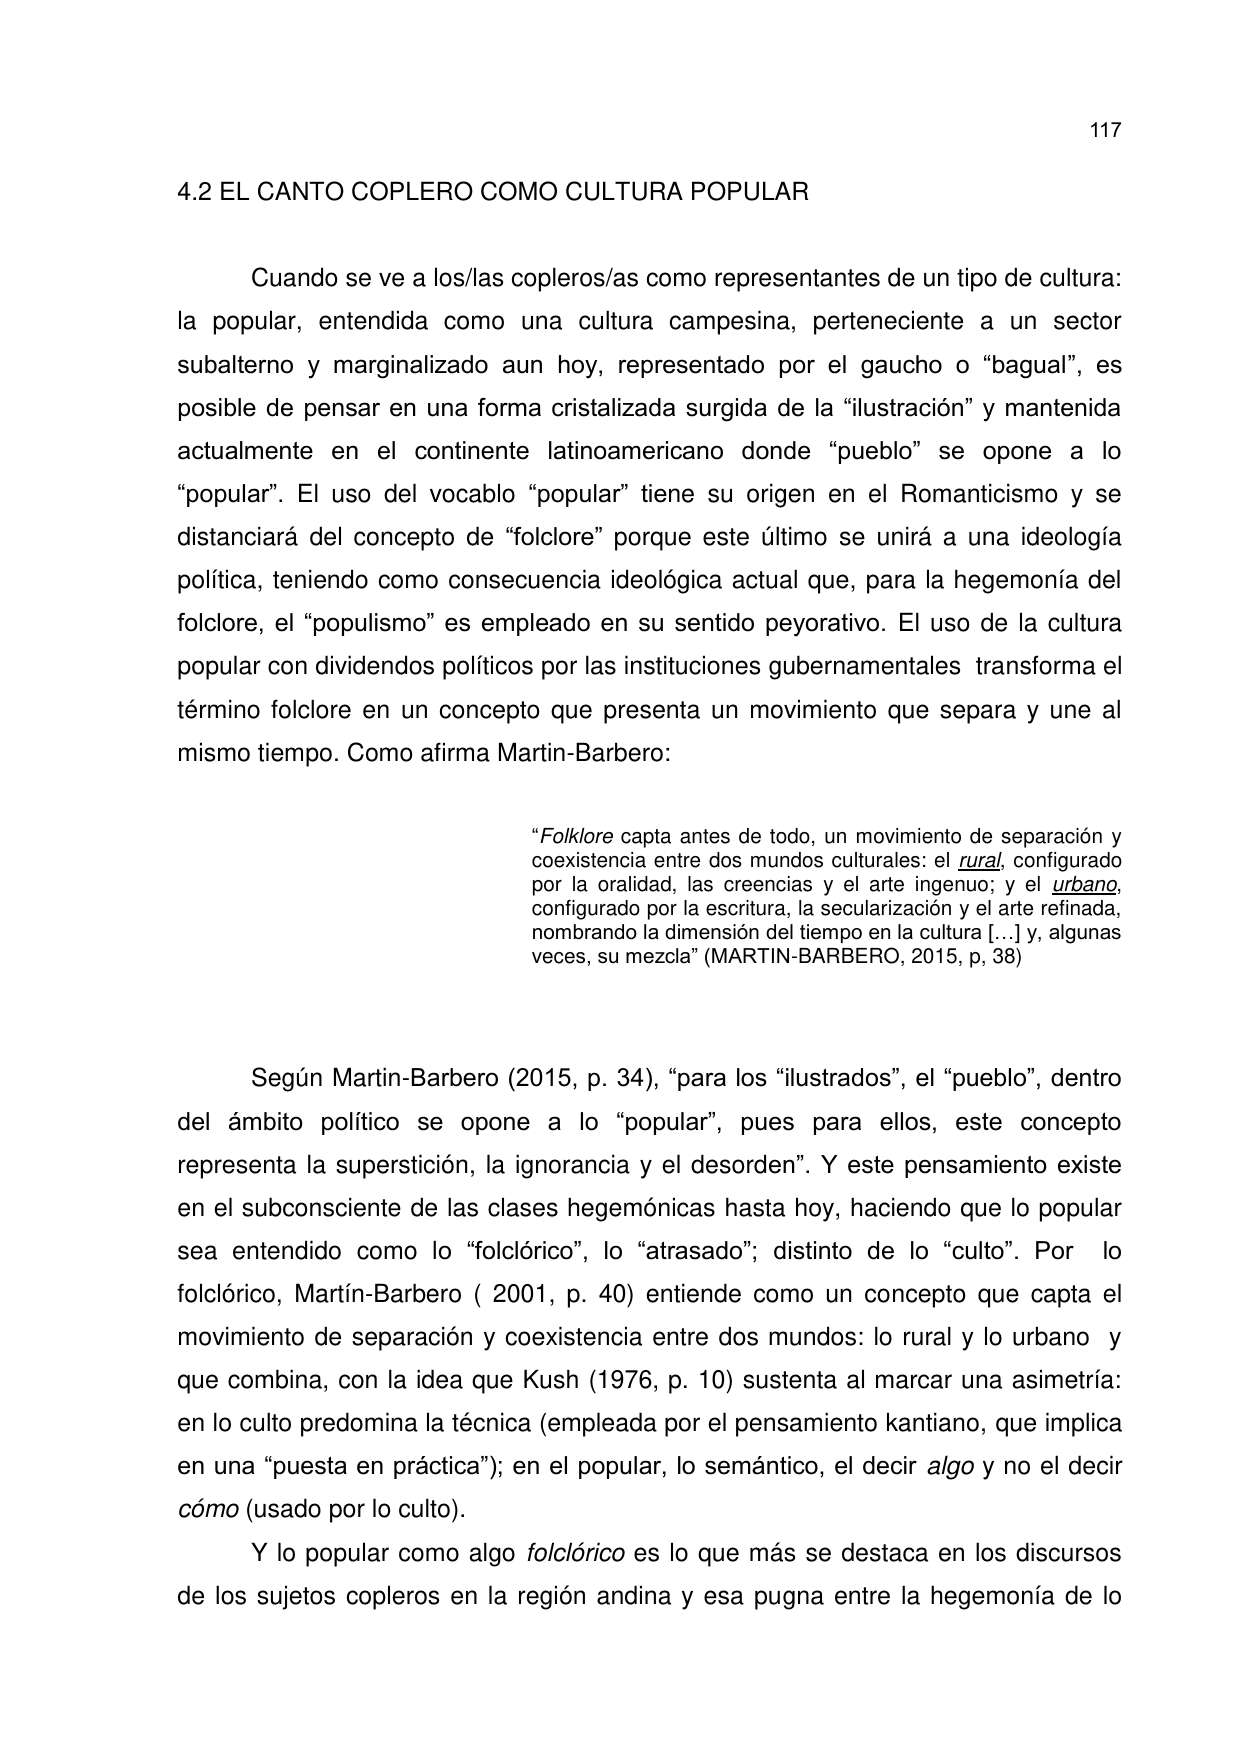 117
4.2 EL CANTO COPLERO COMO CULTURA POPULAR
Cuando se ve a los/las copleros/as como representantes de un tipo de cultura:
la popular, entendida como una cultura campesina, perteneciente a un sector
subalterno y marginalizado aun hoy, representado por el gaucho o “bagual”, es
posible de pensar en una forma cristalizada surgida de la “ilustración” y mantenida
actualmente en el continente latinoamericano donde “pueblo” se opone a lo
“popular”. El uso del vocablo “popular” tiene su origen en el Romanticismo y se
distanciará del concepto de “folclore” porque este último se unirá a una ideología
política, teniendo como consecuencia ideológica actual que, para la hegemonía del
folclore, el “populismo” es empleado en su sentido peyorativo. El uso de la cultura
popular con dividendos políticos por las instituciones gubernamentales  transforma el
término folclore en un concepto que presenta un movimiento que separa y une al
mismo tiempo. Como afirma Martin-Barbero:
“Folklore capta antes de todo, un movimiento de separación y
coexistencia entre dos mundos culturales: el rural, configurado
por la oralidad, las creencias y el arte ingenuo; y el urbano,
configurado por la escritura, la secularización y el arte refinada,
nombrando la dimensión del tiempo en la cultura […] y, algunas
veces, su mezcla” (MARTIN-BARBERO, 2015, p, 38)
Según Martin-Barbero (2015, p. 34), “para los “ilustrados”, el “pueblo”, dentro
del ámbito político se opone a lo “popular”, pues para ellos, este concepto
representa la superstición, la ignorancia y el desorden”. Y este pensamiento existe
en el subconsciente de las clases hegemónicas hasta hoy, haciendo que lo popular
sea entendido como lo “folclórico”, lo “atrasado”; distinto de lo “culto”. Por  lo
folclórico, Martín-Barbero ( 2001, p. 40) entiende como un concepto que capta el
movimiento de separación y coexistencia entre dos mundos: lo rural y lo urbano  y
que combina, con la idea que Kush (1976, p. 10) sustenta al marcar una asimetría:
en lo culto predomina la técnica (empleada por el pensamiento kantiano, que implica
en una “puesta en práctica”); en el popular, lo semántico, el decir algo y no el decir
cómo (usado por lo culto).
Y lo popular como algo folclórico es lo que más se destaca en los discursos
de los sujetos copleros en la región andina y esa pugna entre la hegemonía de lo